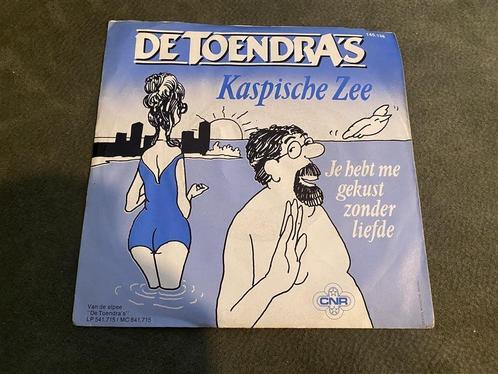 DE TOENDRA'S
Kaspische Zee
Je hebt me
gekust
zonder
liefde
CNR
Van de elpee
"De Toendra's"
LP 541.715 / MC 841.715